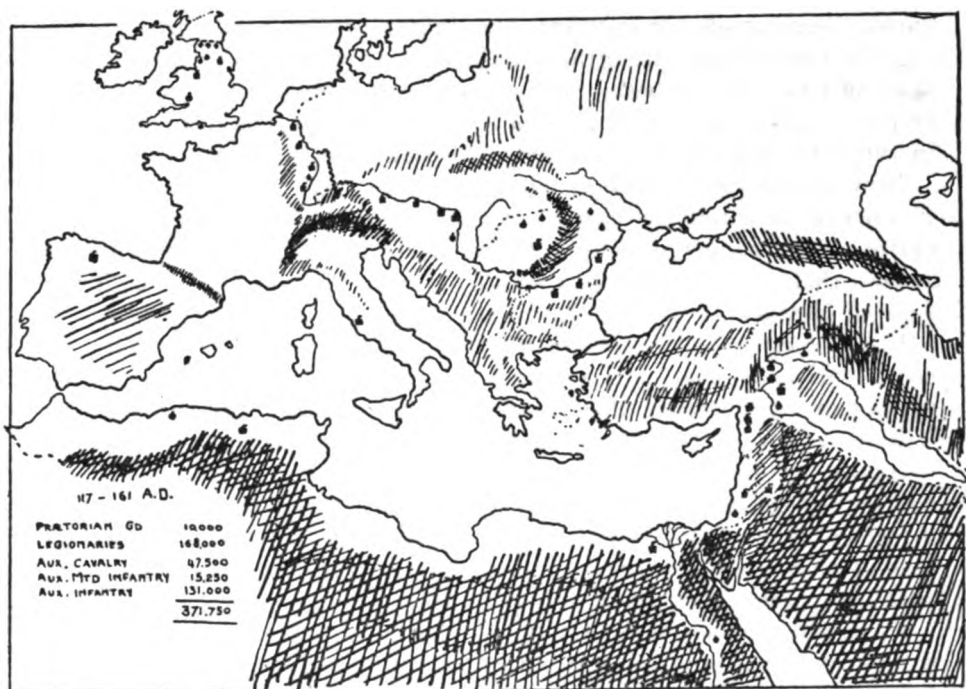 117 - 161 A.D.
PRÆTORIAN GD 10,000
LEGIONARIES 168,000
AUX. CAVALRY 47.500
AUX. MTD INFANTRY 15,250
AUX. INFANTRY 131.000
371.750